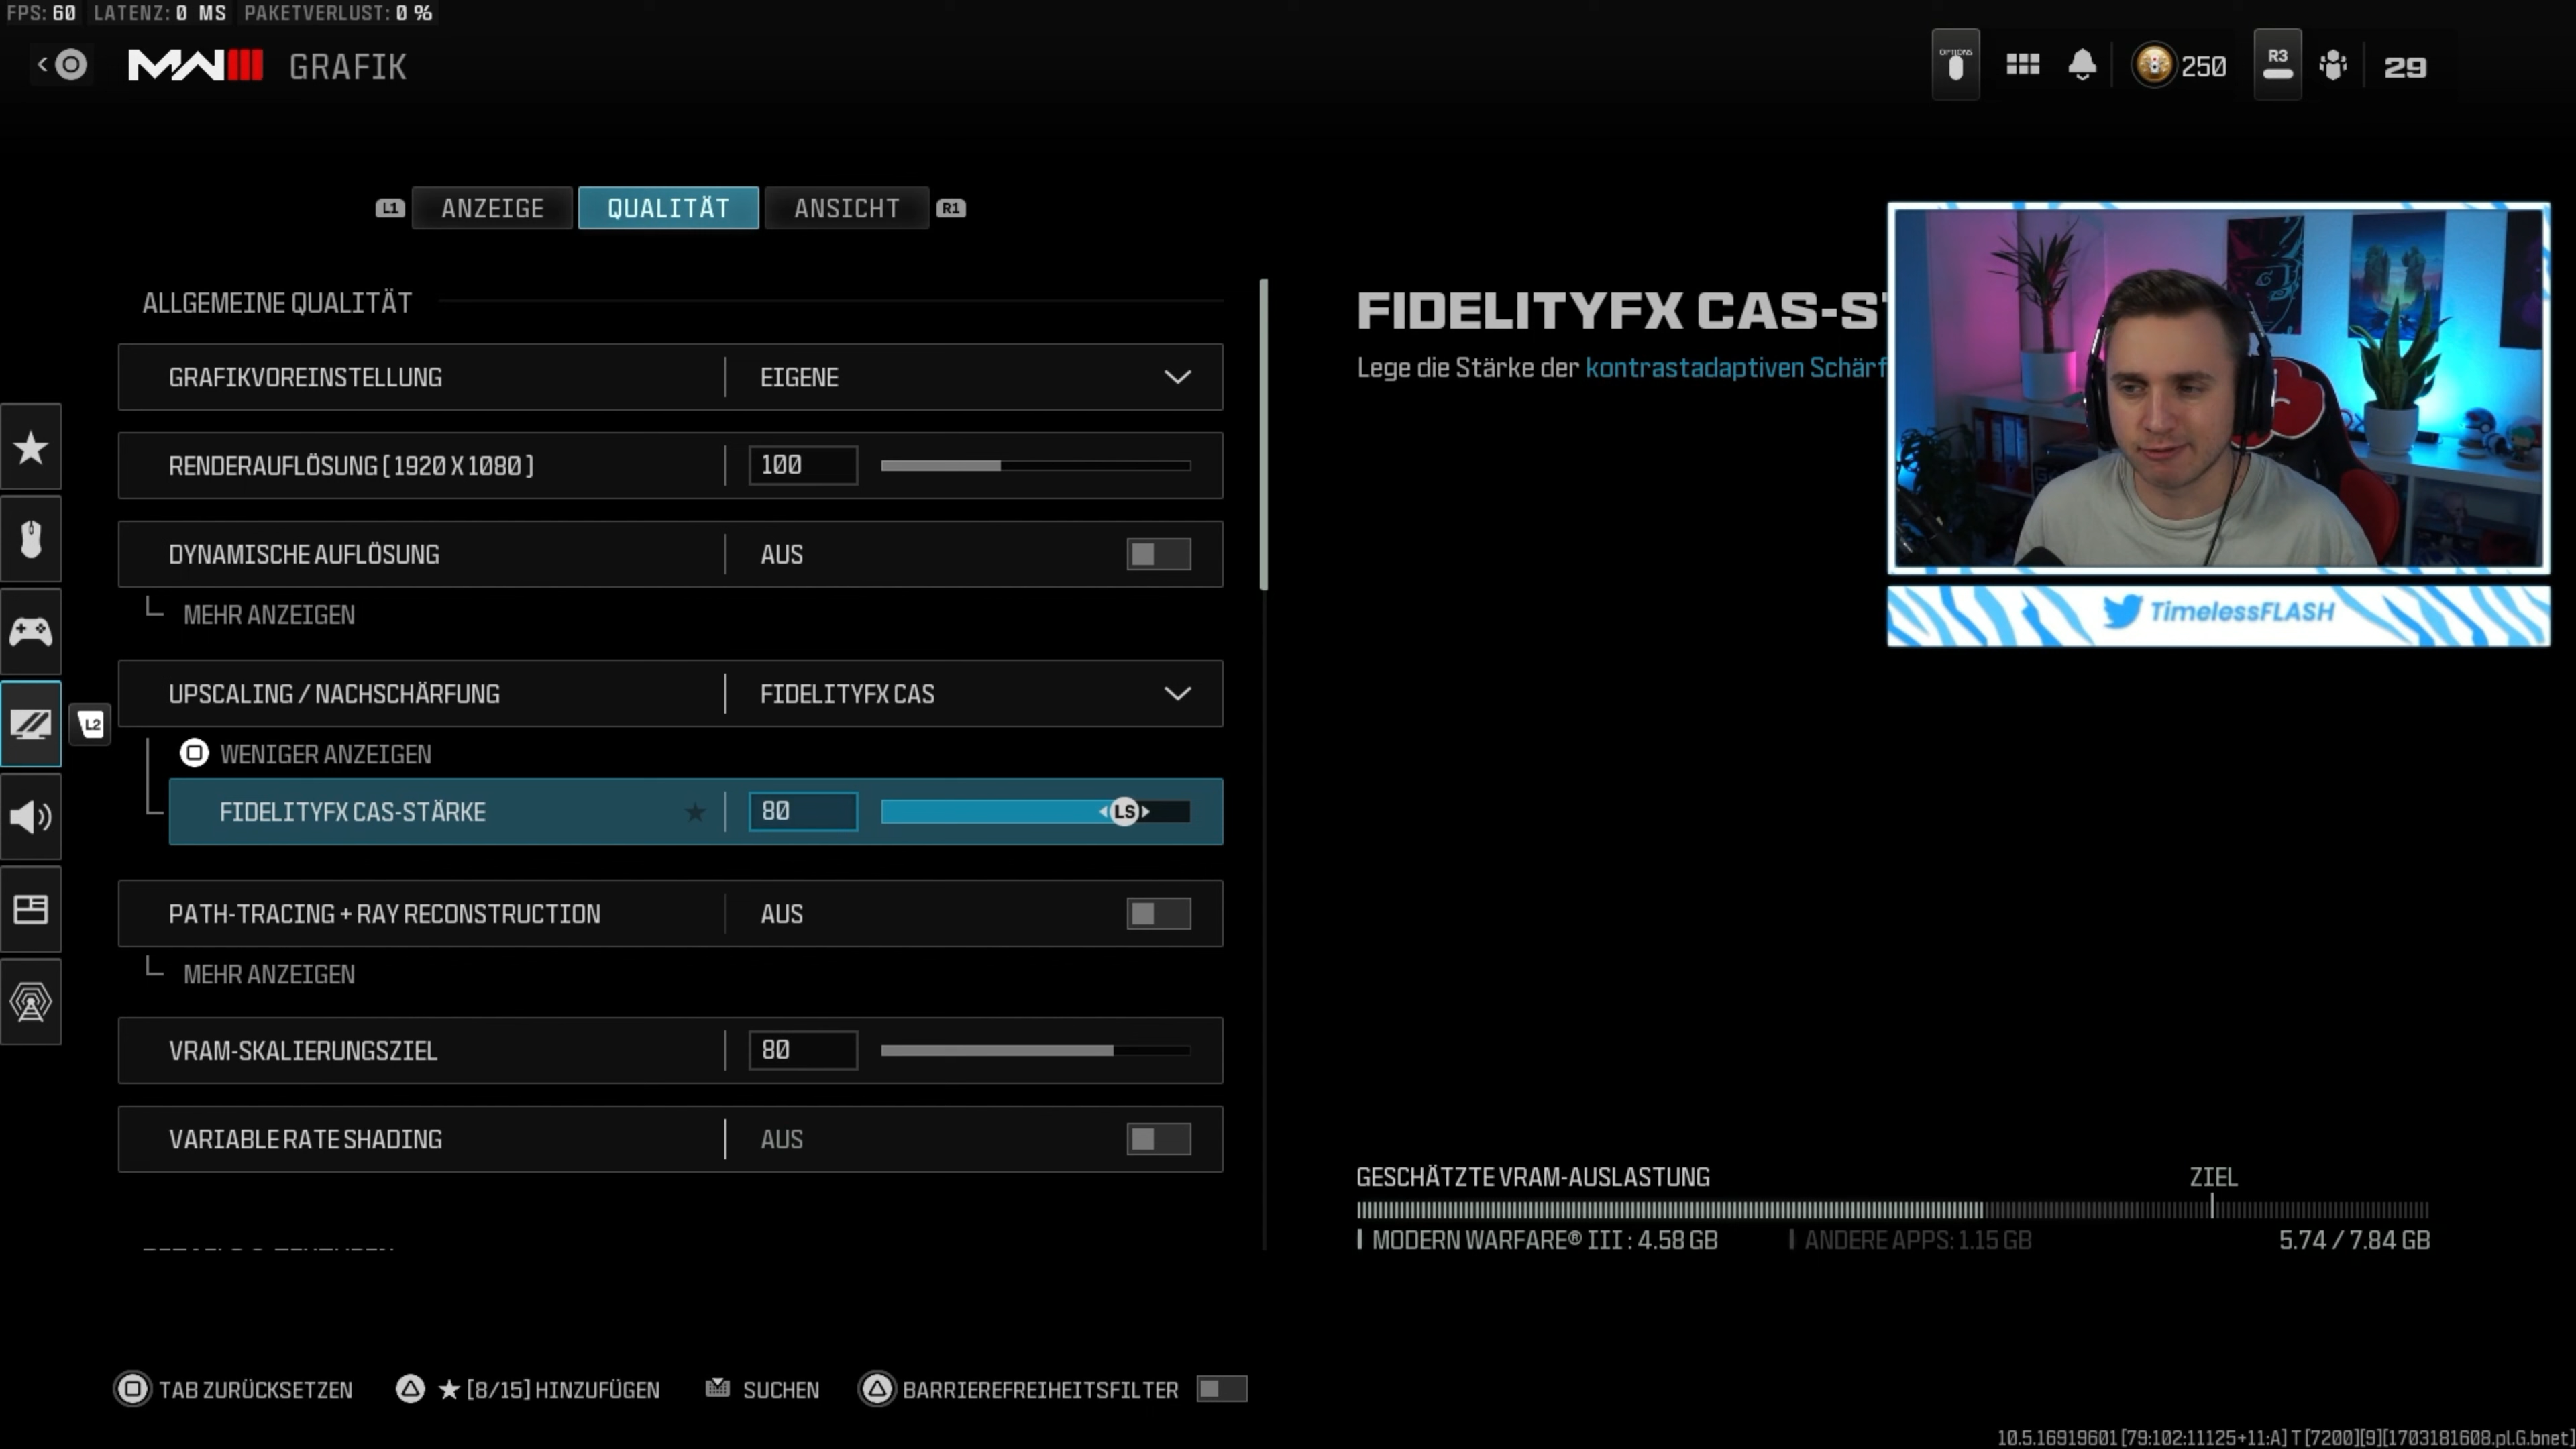 FPS: 60 LATENZ: 0 MS PAKETVERLUST: 0 %
MWIII GRAFIK
OPTIONS
250
R3
29
L1 ANZEIGE QUALITÄT ANSICHT R1
ALLGEMEINE QUALITÄT
GRAFIKVOREINSTELLUNG EIGENE
RENDERAUFLÖSUNG [ 1920 X 1080 ] 100
DYNAMISCHE AUFLÖSUNG AUS
MEHR ANZEIGEN
UPSCALING / NACHSCHÄRFUNG FIDELITYFX CAS
L2
WENIGER ANZEIGEN
FIDELITYFX CAS-STÄRKE 80 LS
PATH-TRACING + RAY RECONSTRUCTION AUS
MEHR ANZEIGEN
VRAM-SKALIERUNGSZIEL 80
VARIABLE RATE SHADING AUS
FIDELITYFX CAS-S
Lege die Stärke der kontrastadaptiven Schärf
TimelessFLASH
GESCHÄTZTE VRAM-AUSLASTUNG ZIEL
MODERN WARFARE® III : 4.58 GB ANDERE APPS: 1.15 GB 5.74 / 7.84 GB
TAB ZURÜCKSETZEN ★ [8/15] HINZUFÜGEN SUCHEN BARRIEREFREIHEITSFILTER
10.5.16919601 [79:102:11125+11:A] T [7200][9][1703181608.pl.G.bnet]